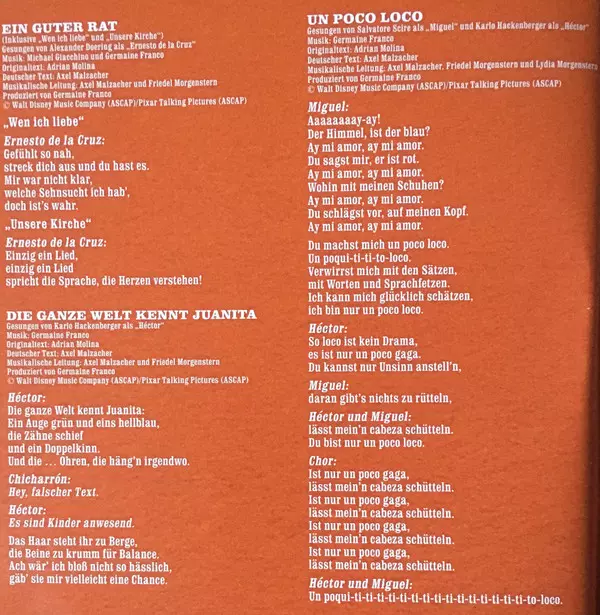 EIN GUTER RAT
(Inklusive „Wen ich liebe" und „Unsere Kirche")
Gesungen von Alexander Doering als „Ernesto de la Cruz"
Musik: Michael Giacchino und Germaine Franco
Originaltext: Adrian Molina
Deutscher Text: Axel Malzacher
Musikalische Leitung: Axel Malzacher und Friedel Morgenstern
Produziert von Germaine Franco
© Walt Disney Music Company (ASCAP)/Pixar Talking Pictures (ASCAP)
„Wen ich liebe"
Ernesto de la Cruz:
Gefühlt so nah,
streck dich aus und du hast es.
Mir war nicht klar,
welche Sehnsucht ich hab',
doch ist's wahr.
„Unsere Kirche"
Ernesto de la Cruz:
Einzig ein Lied,
einzig ein Lied
spricht die Sprache, die Herzen verstehen!
DIE GANZE WELT KENNT JUANITA
Gesungen von Karlo Hackenberger als „Héctor"
Musik: Germaine Franco
Originaltext: Adrian Molina
Deutscher Text: Axel Malzacher
Musikalische Leitung: Axel Malzacher und Friedel Morgenstern
Produziert von Germaine Franco
© Walt Disney Music Company (ASCAP)/Pixar Talking Pictures (ASCAP)
Héctor:
Die ganze Welt kennt Juanita:
Ein Auge grün und eins hellblau,
die Zähne schief
und ein Doppelkinn.
Und die ... Ohren, die häng'n irgendwo.
Chicharrón:
Hey, falscher Text.
Héctor:
Es sind Kinder anwesend.
Das Haar steht ihr zu Berge,
die Beine zu krumm für Balance.
Ach wär' ich bloß nicht so hässlich,
gäb' sie mir vielleicht eine Chance.
UN POCO LOCO
Gesungen von Salvatore Scire als „Miguel" und Karlo Hackenberger als „Héctor"
Musik: Germaine Franco
Originaltext: Adrian Molina
Deutscher Text: Axel Malzacher
Musikalische Leitung: Axel Malzacher, Friedel Morgenstern und Lydia Morgenstern
Produziert von Germaine Franco
© Walt Disney Music Company (ASCAP)/Pixar Talking Pictures (ASCAP)
Miguel:
Aaaaaaaay-ay!
Der Himmel, ist der blau?
Ay mi amor, ay mi amor.
Du sagst mir, er ist rot.
Ay mi amor, ay mi amor.
Wohin mit meinen Schuhen?
Ay mi amor, ay mi amor.
Du schlägst vor, auf meinen Kopf.
Ay mi amor, ay mi amor.
Du machst mich un poco loco.
Un poqui-ti-ti-to-loco.
Verwirrst mich mit den Sätzen,
mit Worten und Sprachfetzen.
Ich kann mich glücklich schätzen,
ich bin nur un poco loco.
Héctor:
So loco ist kein Drama,
es ist nur un poco gaga.
Du kannst nur Unsinn anstell'n,
Miguel:
daran gibt's nichts zu rütteln,
Héctor und Miguel:
lässt mein'n cabeza schütteln.
Du bist nur un poco loco.
Chor:
Ist nur un poco gaga,
lässt mein'n cabeza schütteln.
Ist nur un poco gaga,
lässt mein'n cabeza schütteln.
Ist nur un poco gaga,
lässt mein'n cabeza schütteln.
Ist nur un poco gaga,
lässt mein'n cabeza schütteln.
Héctor und Miguel:
Un poqui-ti-ti-ti-ti-ti-ti-ti-ti-ti-ti-ti-ti-ti-ti-to-loco.